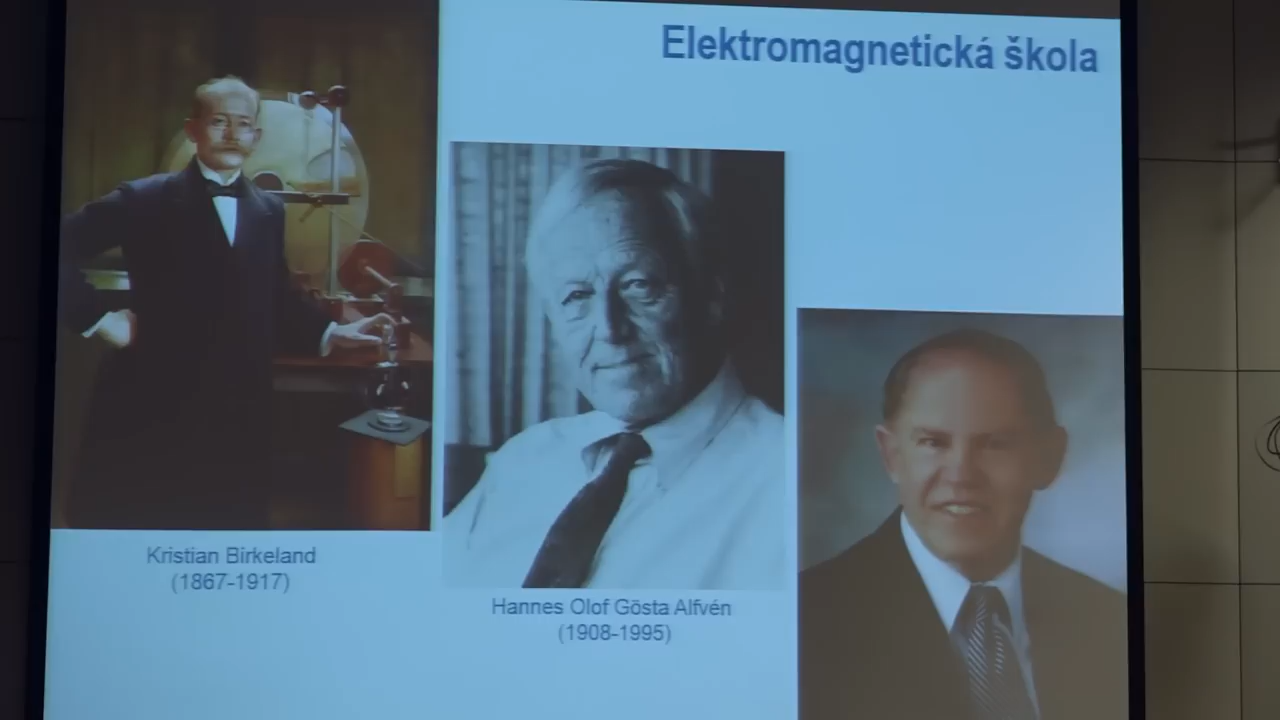 Elektromagnetická škola
Kristian Birkeland
(1867-1917)
Hannes Olof Gösta Alfvén
(1908-1995)